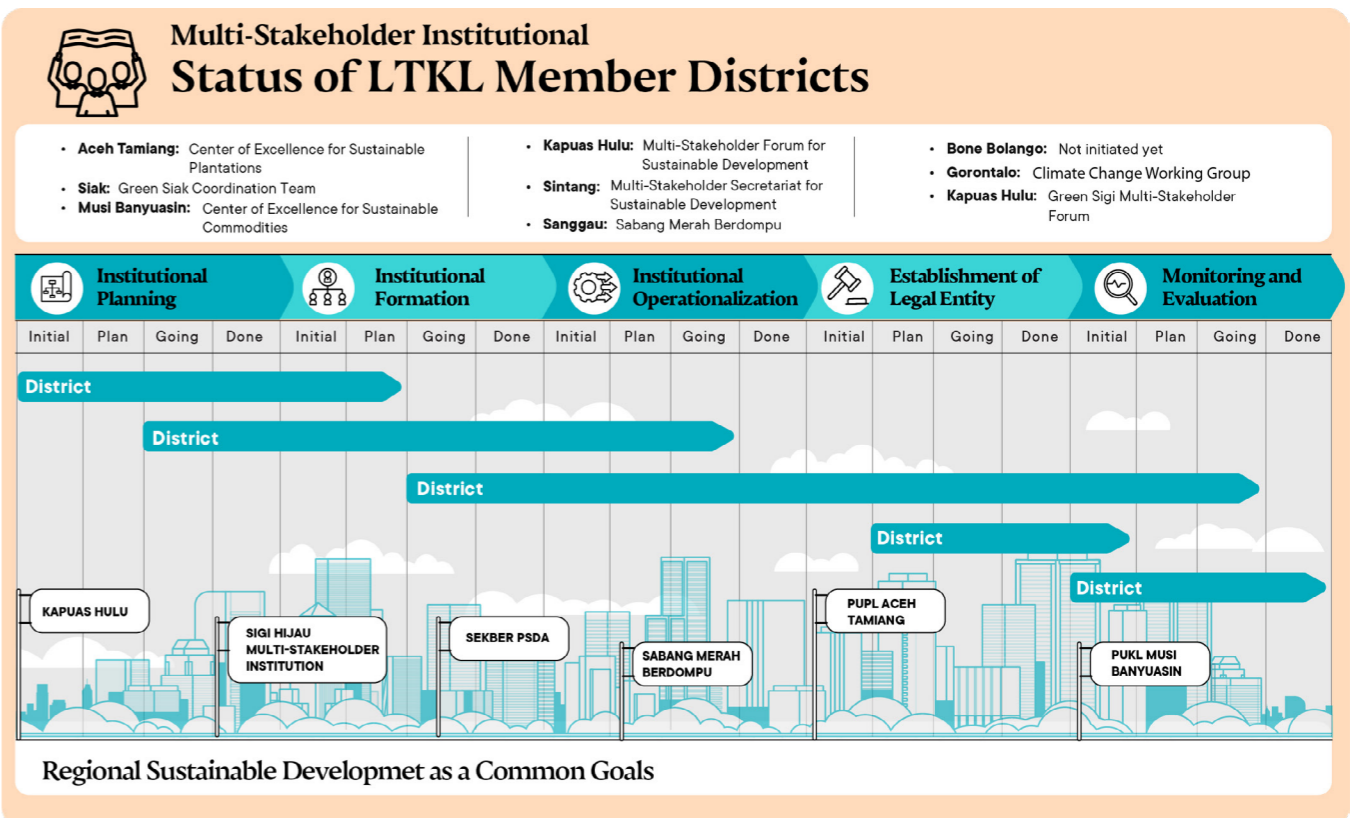 Multi-Stakeholder Institutional
Status of LTKL Member Districts
• Aceh Tamiang: Center of Excellence for Sustainable
Plantations
• Siak: Green Siak Coordination Team
• Musi Banyuasin: Center of Excellence for Sustainable
Commodities
• Kapuas Hulu: Multi-Stakeholder Forum for
Sustainable Development
• Sintang: Multi-Stakeholder Secretariat for
Sustainable Development
• Sanggau: Sabang Merah Berdompu
• Bone Bolango: Not initiated yet
• Gorontalo: Climate Change Working Group
• Kapuas Hulu: Green Sigi Multi-Stakeholder
Forum
Institutional
Planning
Institutional
Formation
Institutional
Operationalization
Establishment of
Legal Entity
Monitoring and
Evaluation
Initial Plan Going Done Initial Plan Going Done Initial Plan Going Done Initial Plan Going Done Initial Plan Going Done
District
District
District
District
District
KAPUAS HULU
SIGI HIJAU
MULTI-STAKEHOLDER
INSTITUTION
SEKBER PSDA
SABANG MERAH
BERDOMPU
PUPL ACEH
TAMIANG
PUKL MUSI
BANYUASIN
Regional Sustainable Developmet as a Common Goals